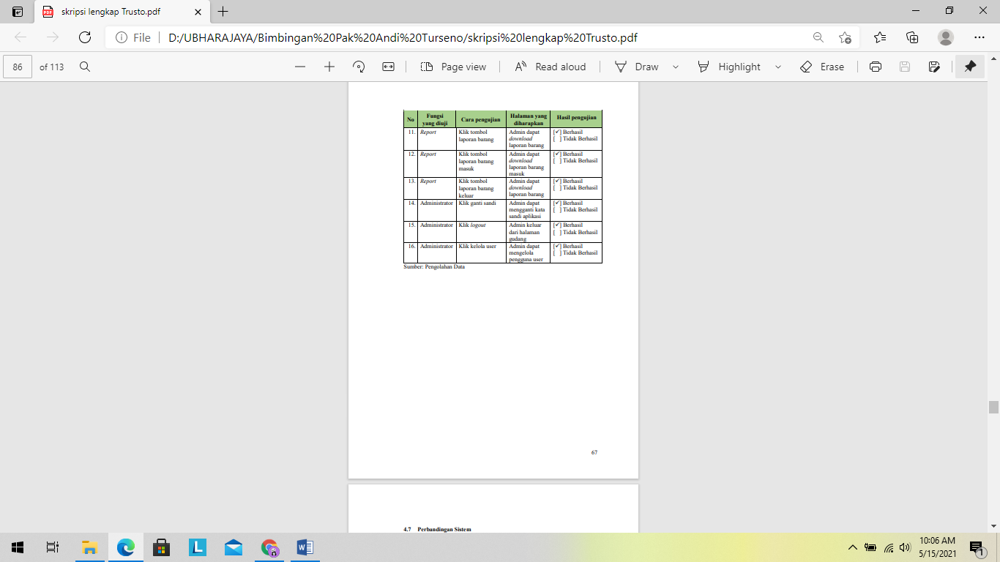 skripsi lengkap Trusto.pdf
File
D:/UBHARAJAYA/Bimbingan%20Pak%20Andi%20Turseno/skripsi%20lengkap%20Trusto.pdf
86 of 113
Page view
Read aloud
Draw
Highlight
Erase
No Fungsi yang diuji Cara pengujian Halaman yang diharapkan Hasil pengujian
11. Report Klik tombol Admin dapat [✓] Berhasil
laporan barang download [ ] Tidak Berhasil
laporan barang
12. Report Klik tombol Admin dapat [✓] Berhasil
laporan barang download [ ] Tidak Berhasil
masuk laporan barang
masuk
13. Report Klik tombol Admin dapat [✓] Berhasil
laporan barang download [ ] Tidak Berhasil
keluar laporan barang
14. Administrator Klik ganti sandi Admin dapat [✓] Berhasil
mengganti kata [ ] Tidak Berhasil
sandi aplikasi
15. Administrator Klik logout Admin keluar [✓] Berhasil
dari halaman [ ] Tidak Berhasil
gudang
16. Administrator Klik kelola user Admin dapat [✓] Berhasil
mengelola [ ] Tidak Berhasil
pengguna user
Sumber: Pengolahan Data
67
4.7 Perbandingan Sistem
10:06 AM
5/15/2021
1